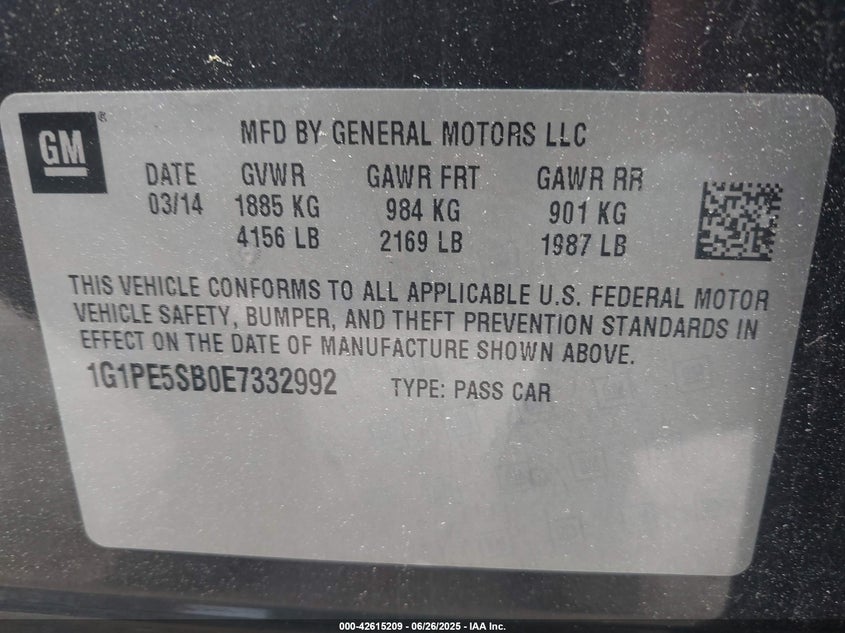 GM®
MFD BY GENERAL MOTORS LLC
DATE GVWR GAWR FRT GAWR RR
03/14 1885 KG 984 KG 901 KG
4156 LB 2169 LB 1987 LB
THIS VEHICLE CONFORMS TO ALL APPLICABLE U.S. FEDERAL MOTOR
VEHICLE SAFETY, BUMPER, AND THEFT PREVENTION STANDARDS IN
EFFECT ON THE DATE OF MANUFACTURE SHOWN ABOVE.
1G1PE5SB0E7332992 TYPE: PASS CAR
000-42615209 - 06/26/2025 - IAA Inc.